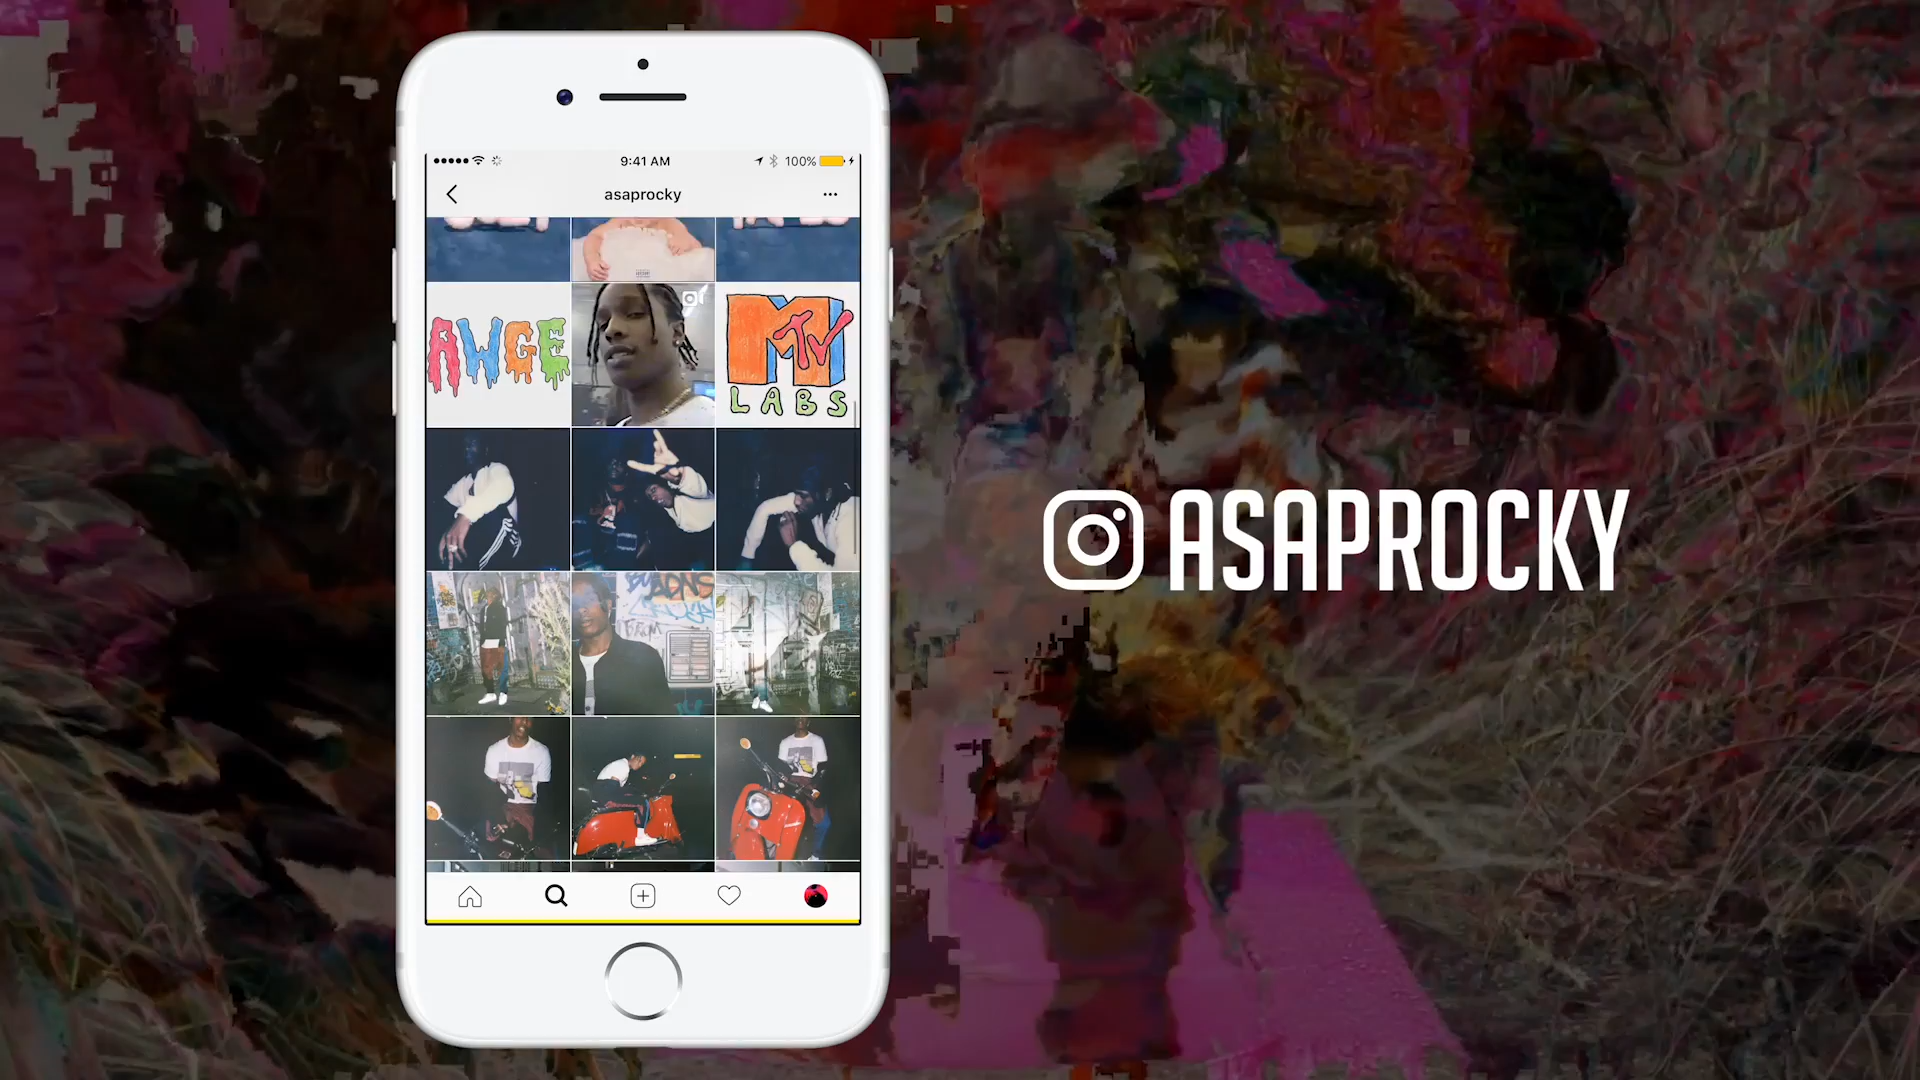 9:41 AM
100%
asaprocky
AWGE
MTV
LABS
ASAPROCKY